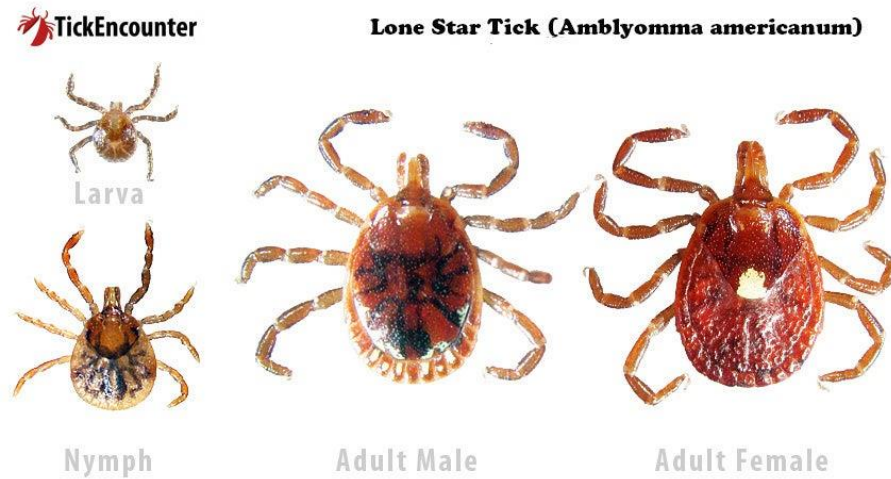 TickEncounter
Lone Star Tick (Amblyomma americanum)
Larva
Nymph
Adult Male
Adult Female